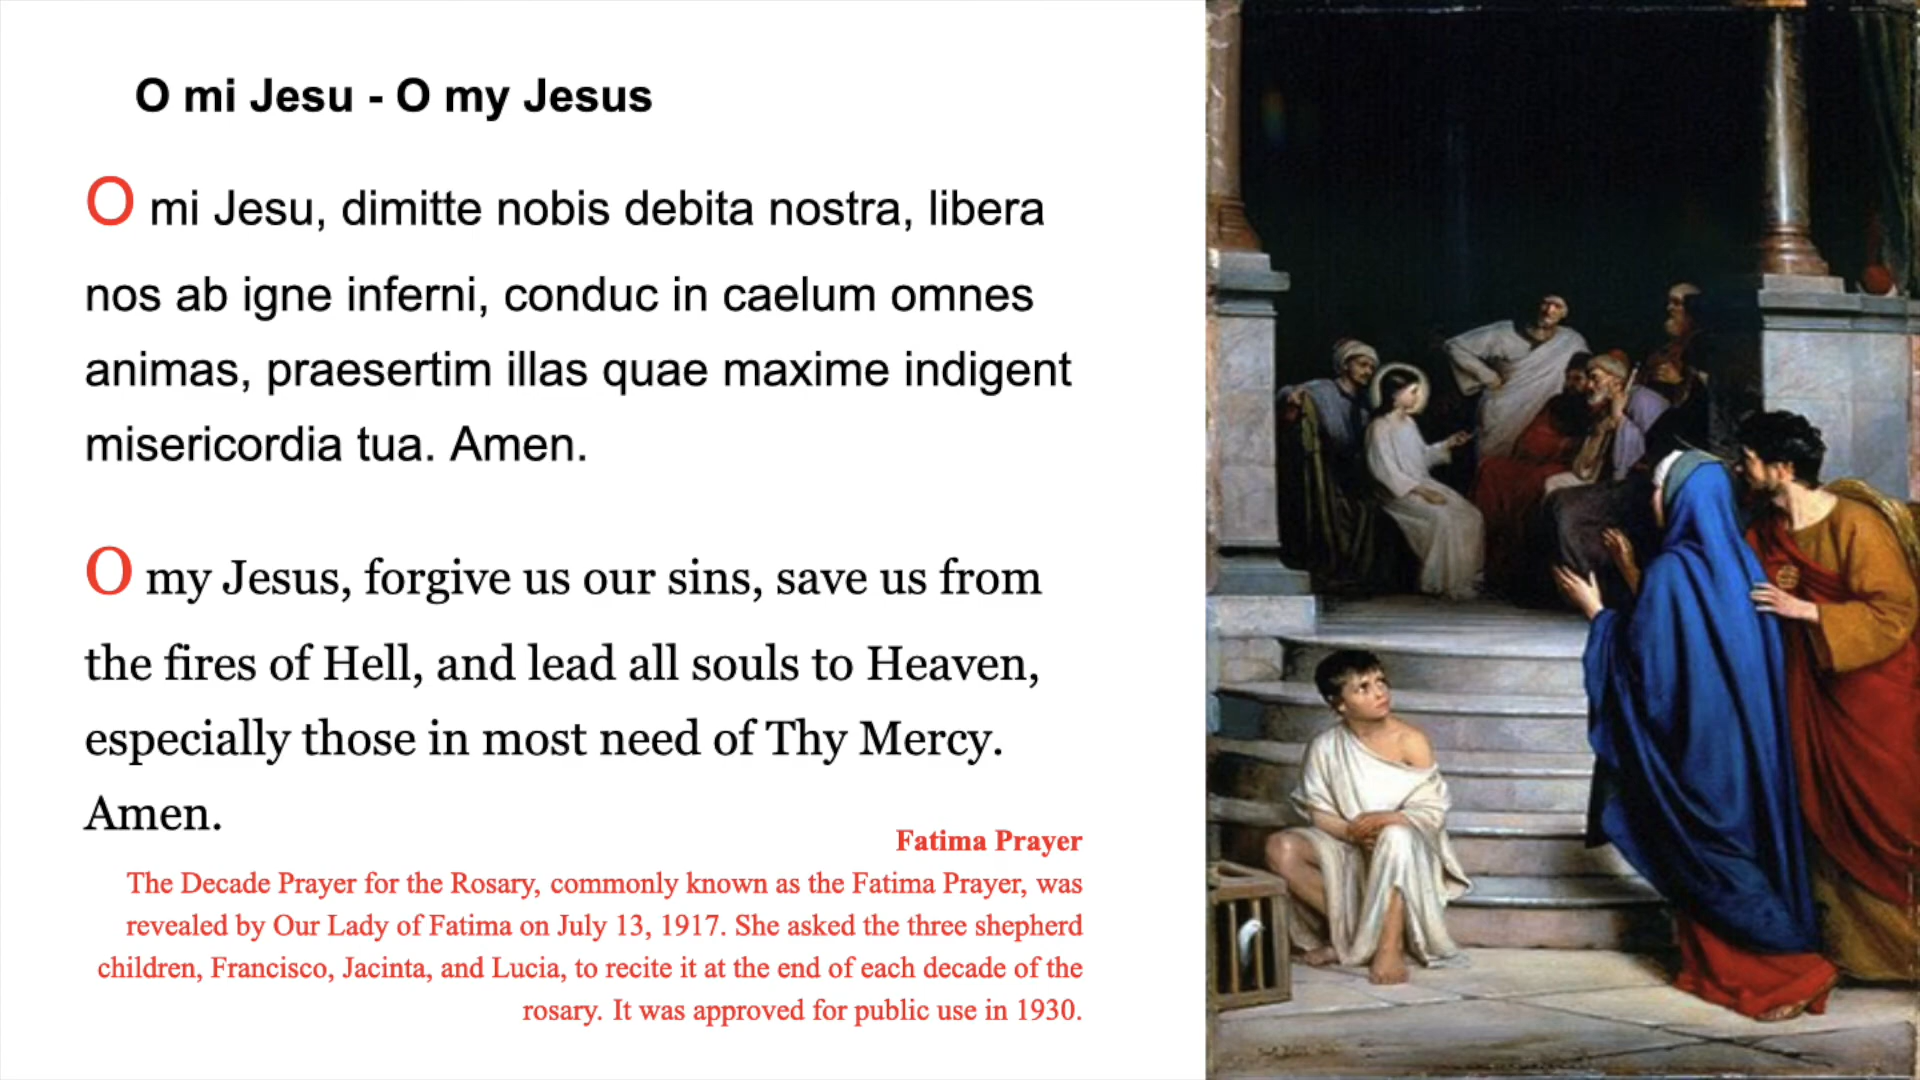 O mi Jesu - O my Jesus
O mi Jesu, dimitte nobis debita nostra, libera
nos ab igne inferni, conduc in caelum omnes
animas, praesertim illas quae maxime indigent
misericordia tua. Amen.
O my Jesus, forgive us our sins, save us from
the fires of Hell, and lead all souls to Heaven,
especially those in most need of Thy Mercy.
Amen.
Fatima Prayer
The Decade Prayer for the Rosary, commonly known as the Fatima Prayer, was
revealed by Our Lady of Fatima on July 13, 1917. She asked the three shepherd
children, Francisco, Jacinta, and Lucia, to recite it at the end of each decade of the
rosary. It was approved for public use in 1930.